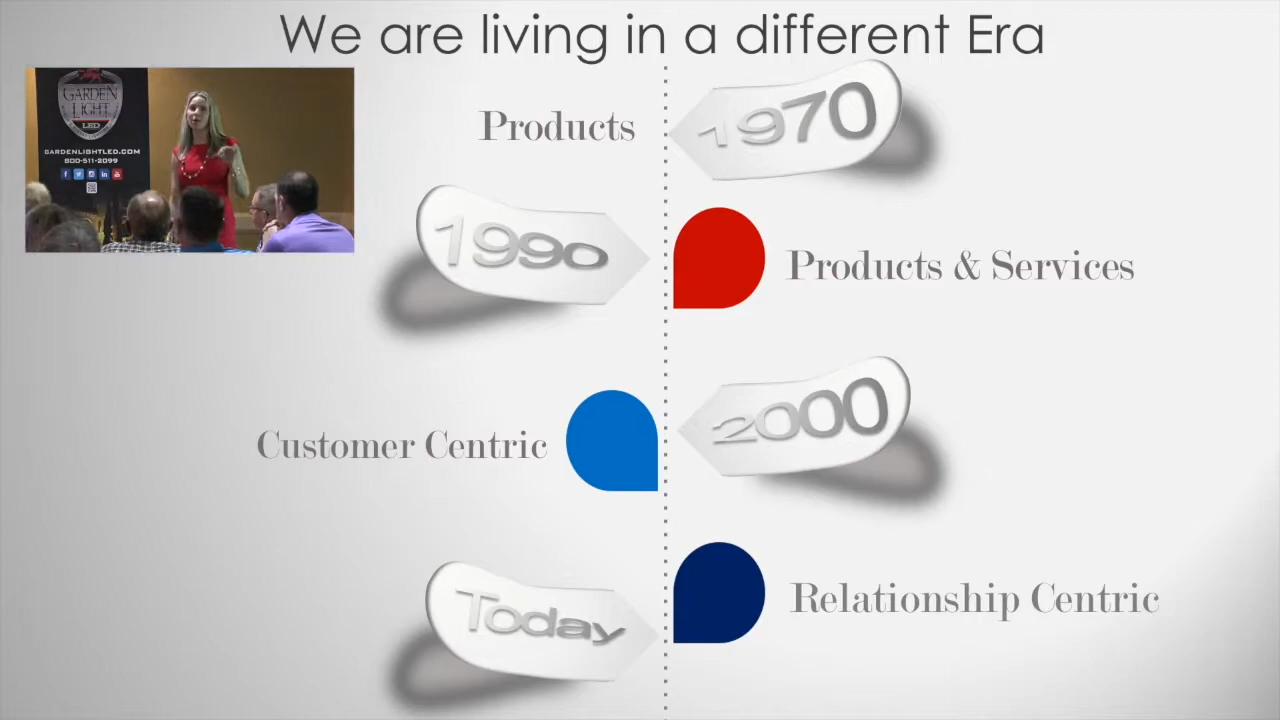 We are living in a different Era
GARDEN
LIGHT
LED
GARDENLIGHTLED.COM
800-511-2099
Products
1970
1990
Products & Services
Customer Centric
2000
Today
Relationship Centric